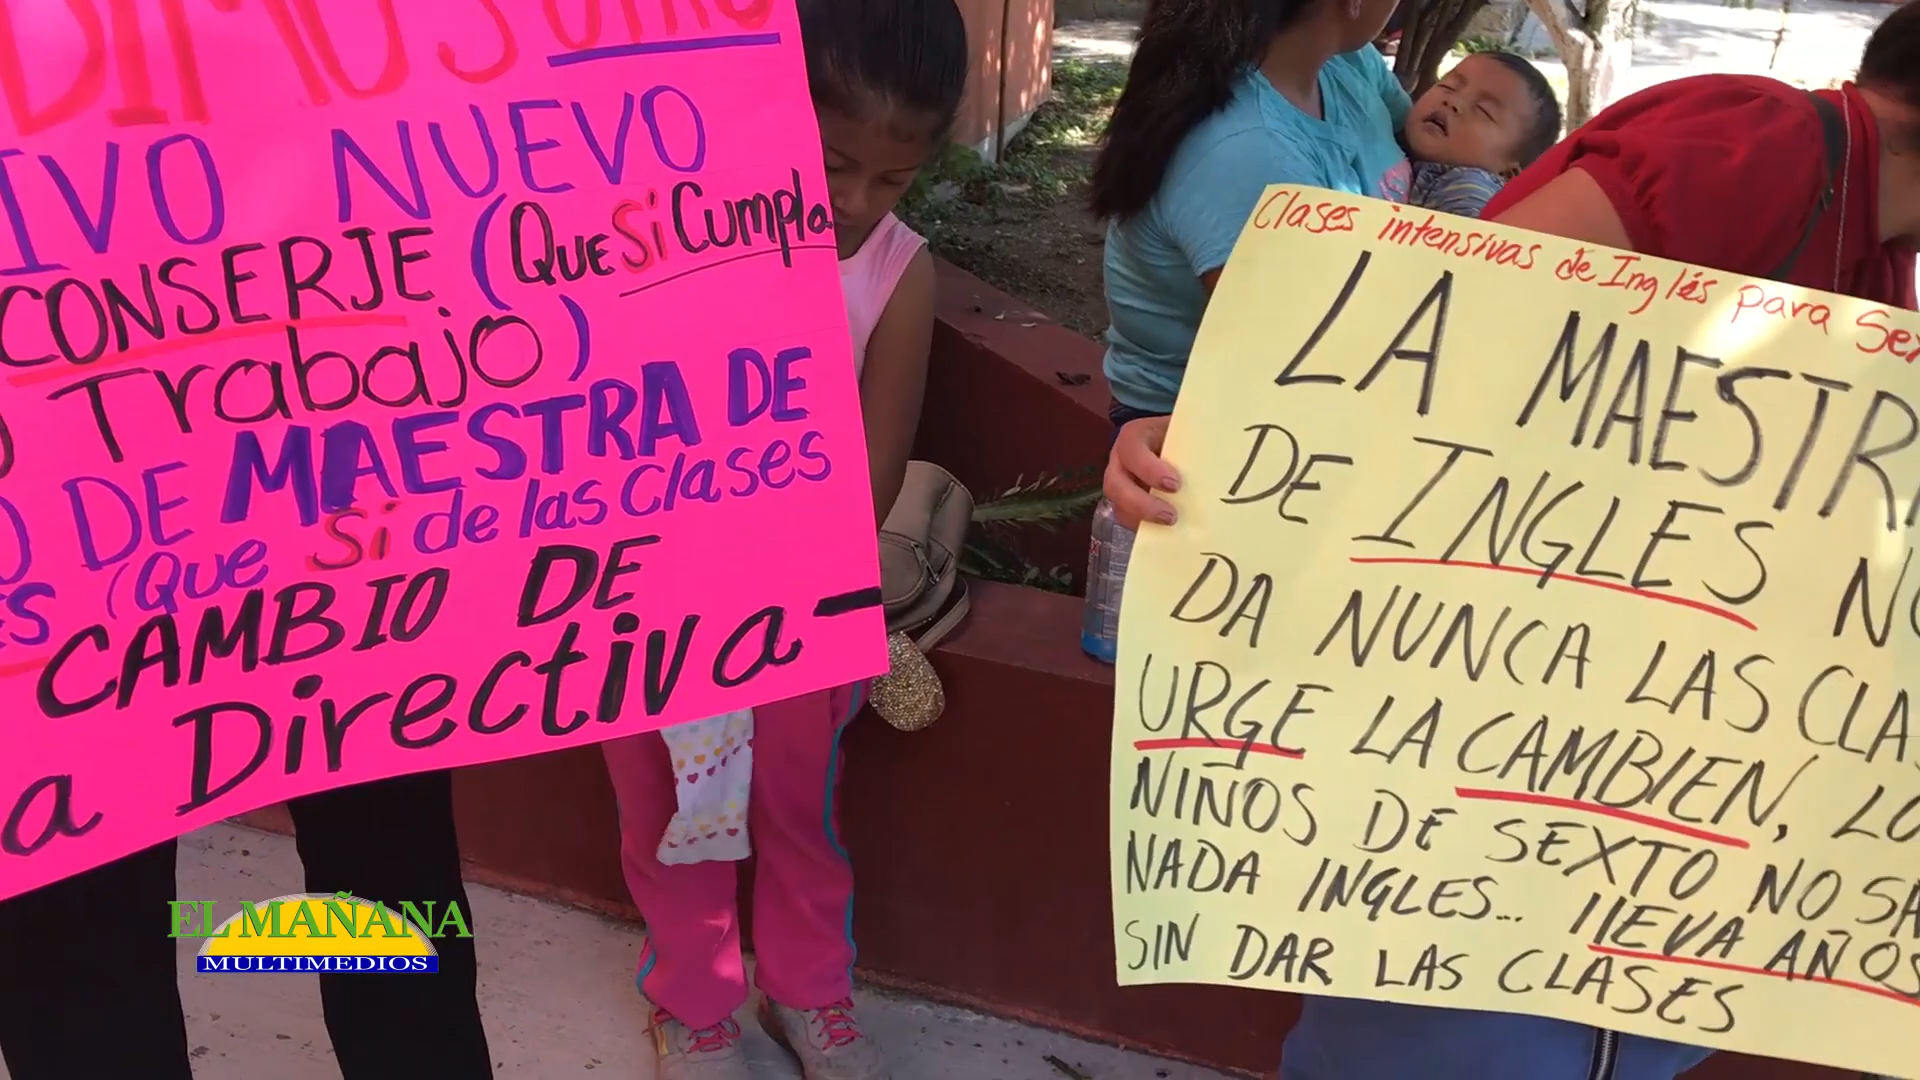 IVO NUEVO
CONSERJE (Que Si Cumpla
Trabajo)
DE MAESTRA DE
(Que Si de las clases
CAMBIO DE
a Directiva-
Clases intensivas de Inglés para
LA MAESTR
DE INGLES
DA NUNCA LAS CLA
URGE LA CAMBIEN,
NIÑOS DE SEXTO NO
NADA INGLES... lleVA AÑOS
SIN DAR LAS CLASES
EL MAÑANA
MULTIMEDIOS